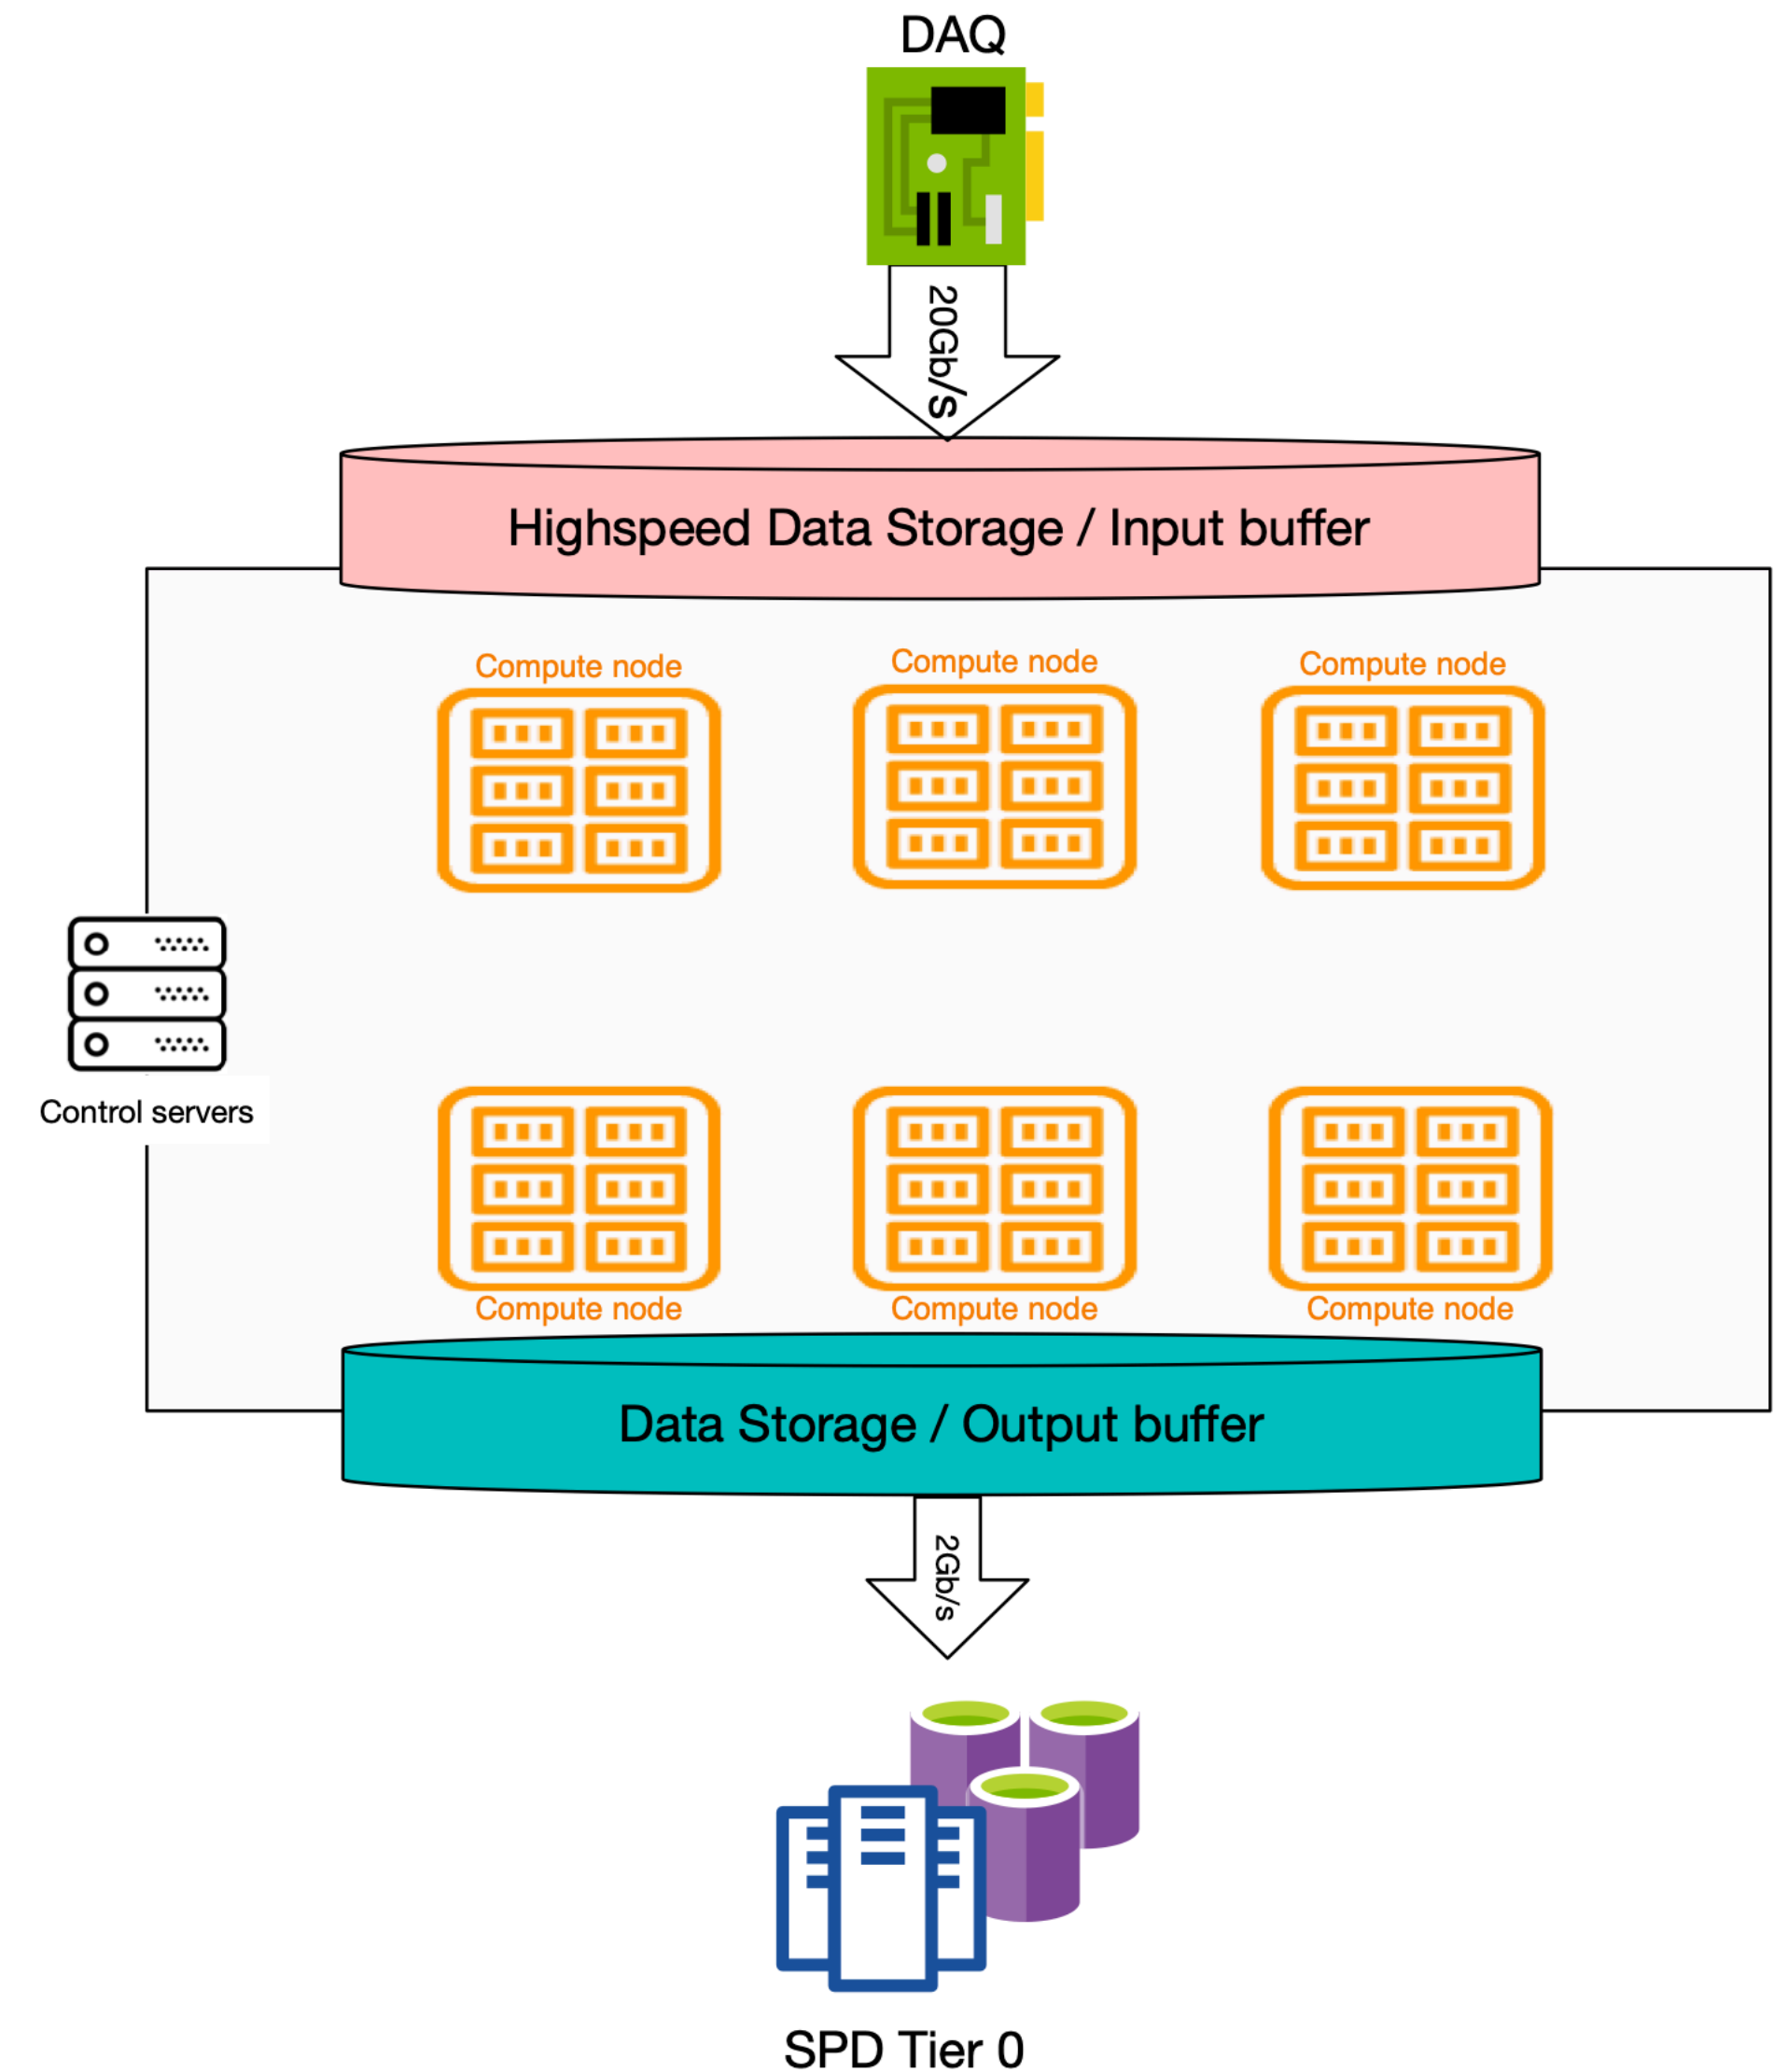 DAQ
20Gb/s
Highspeed Data Storage / Input buffer
Compute node
Compute node
Compute node
Control servers
Compute node
Compute node
Compute node
Data Storage / Output buffer
2Gb/s
SPD Tier 0